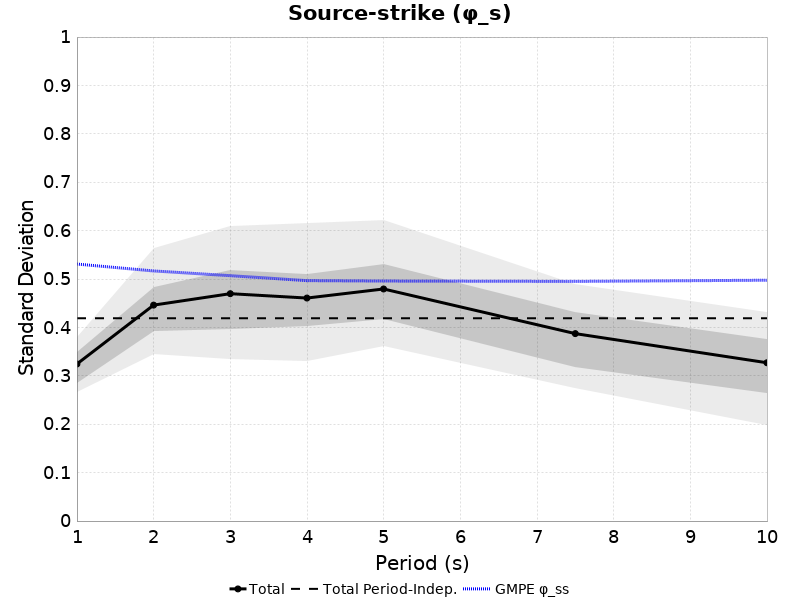 Source-strike (φ_s)
1
0.9
0.8
0.7
0.6
0.5
0.4
0.3
0.2
0.1
0
Standard Deviation
1 2 3 4 5 6 7 8 9 10
Period (s)
Total Total Period-Indep. GMPE φ_ss